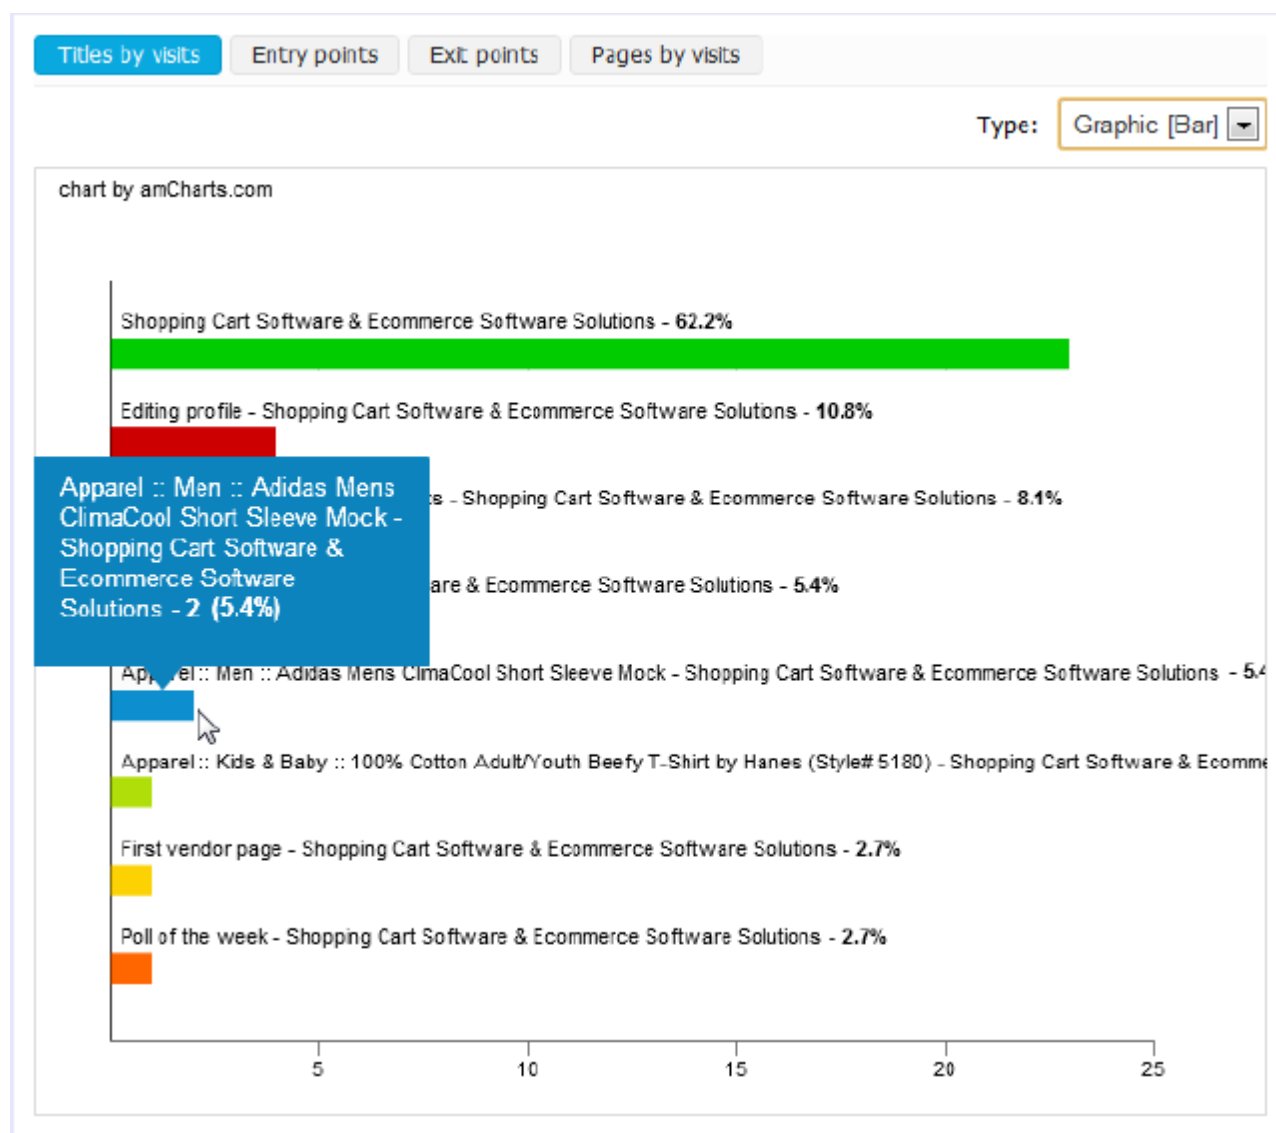 Titles by visits Entry points Exit points Pages by visits
Type: Graphic [Bar]
chart by amCharts.com
Shopping Cart Software & Ecommerce Software Solutions - 62.2%
Editing profile - Shopping Cart Software & Ecommerce Software Solutions - 10.8%
Apparel :: Men :: Adidas Mens
ClimaCool Short Sleeve Mock -
Shopping Cart Software &
Ecommerce Software
Solutions - 2 (5.4%)
- Shopping Cart Software & Ecommerce Software Solutions - 8.1%
& Ecommerce Software Solutions - 5.4%
Apparel :: Men :: Adidas Mens ClimaCool Short Sleeve Mock - Shopping Cart Software & Ecommerce Software Solutions - 5.4
Apparel :: Kids & Baby :: 100% Cotton Adult/Youth Beefy T-Shirt by Hanes (Style# 5180) - Shopping Cart Software & Ecomme
First vendor page - Shopping Cart Software & Ecommerce Software Solutions - 2.7%
Poll of the week - Shopping Cart Software & Ecommerce Software Solutions - 2.7%
5 10 15 20 25